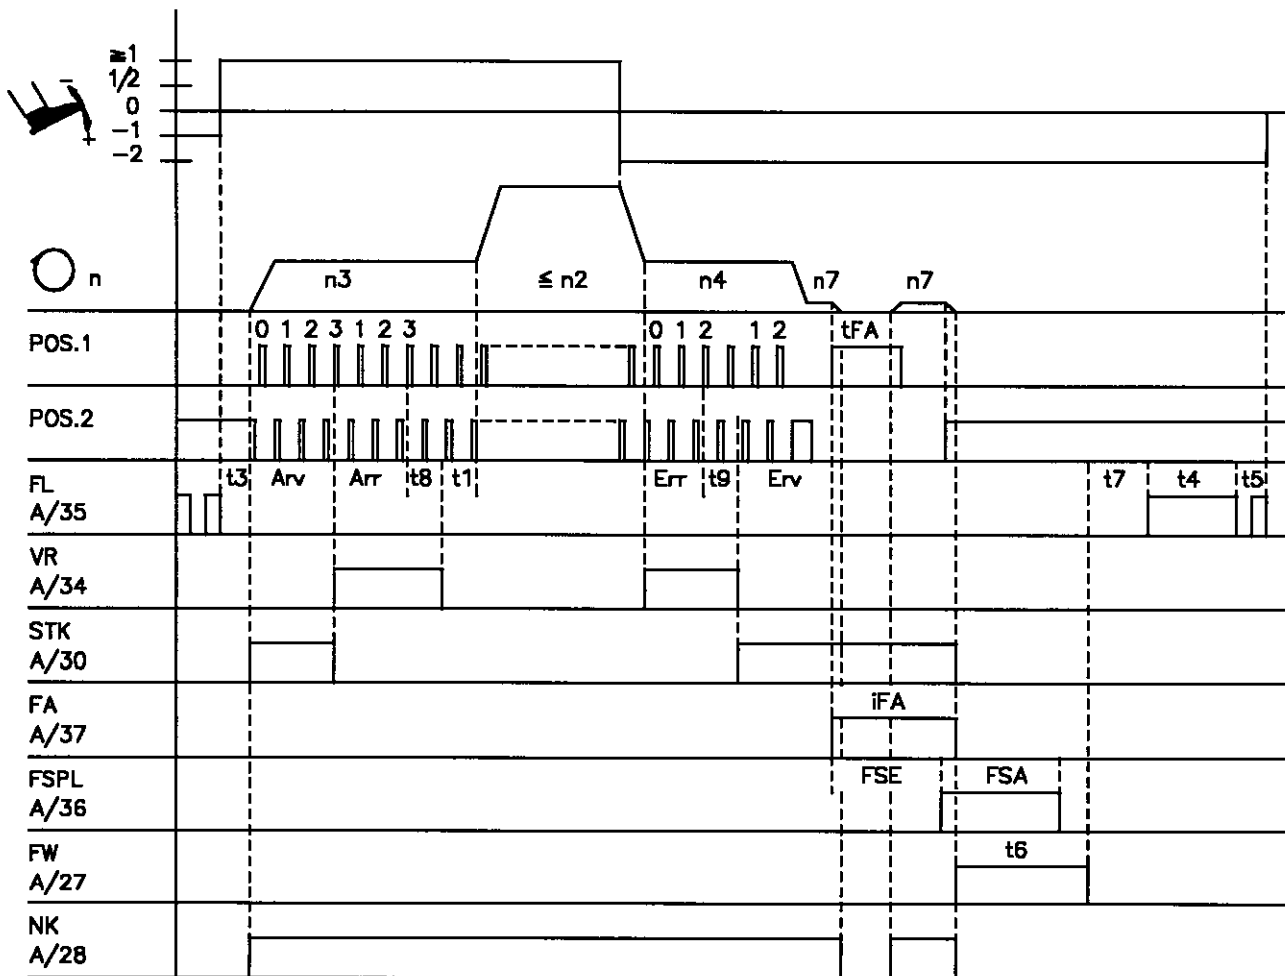 ≧1
1/2
0
−1
−2
−
+
n
n3
≦ n2
n4
n7
n7
POS.1
0 1 2 3 1 2 3
0 1 2 1 2
tFA
POS.2
t3 Arv Arr t8 t1 Err t9 Erv t7 t4 t5
FL
A/35
VR
A/34
STK
A/30
FA
A/37
iFA
FSPL
A/36
FSE
FSA
FW
A/27
t6
NK
A/28